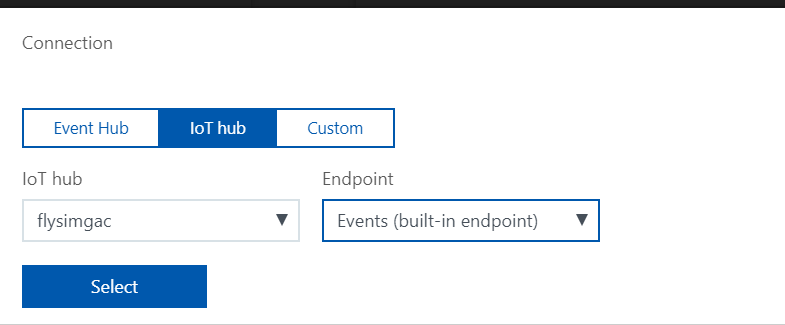 Connection
Event Hub IoT hub Custom
IoT hub Endpoint
flysimgac Events (built-in endpoint)
Select